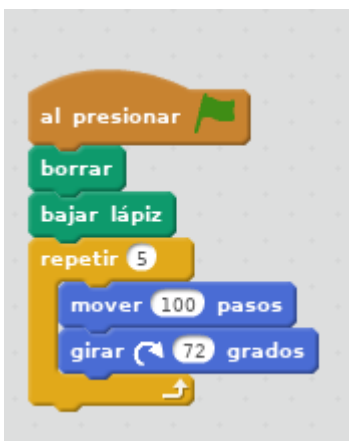 al presionar
borrar
bajar lápiz
repetir 5
mover 100 pasos
girar 72 grados